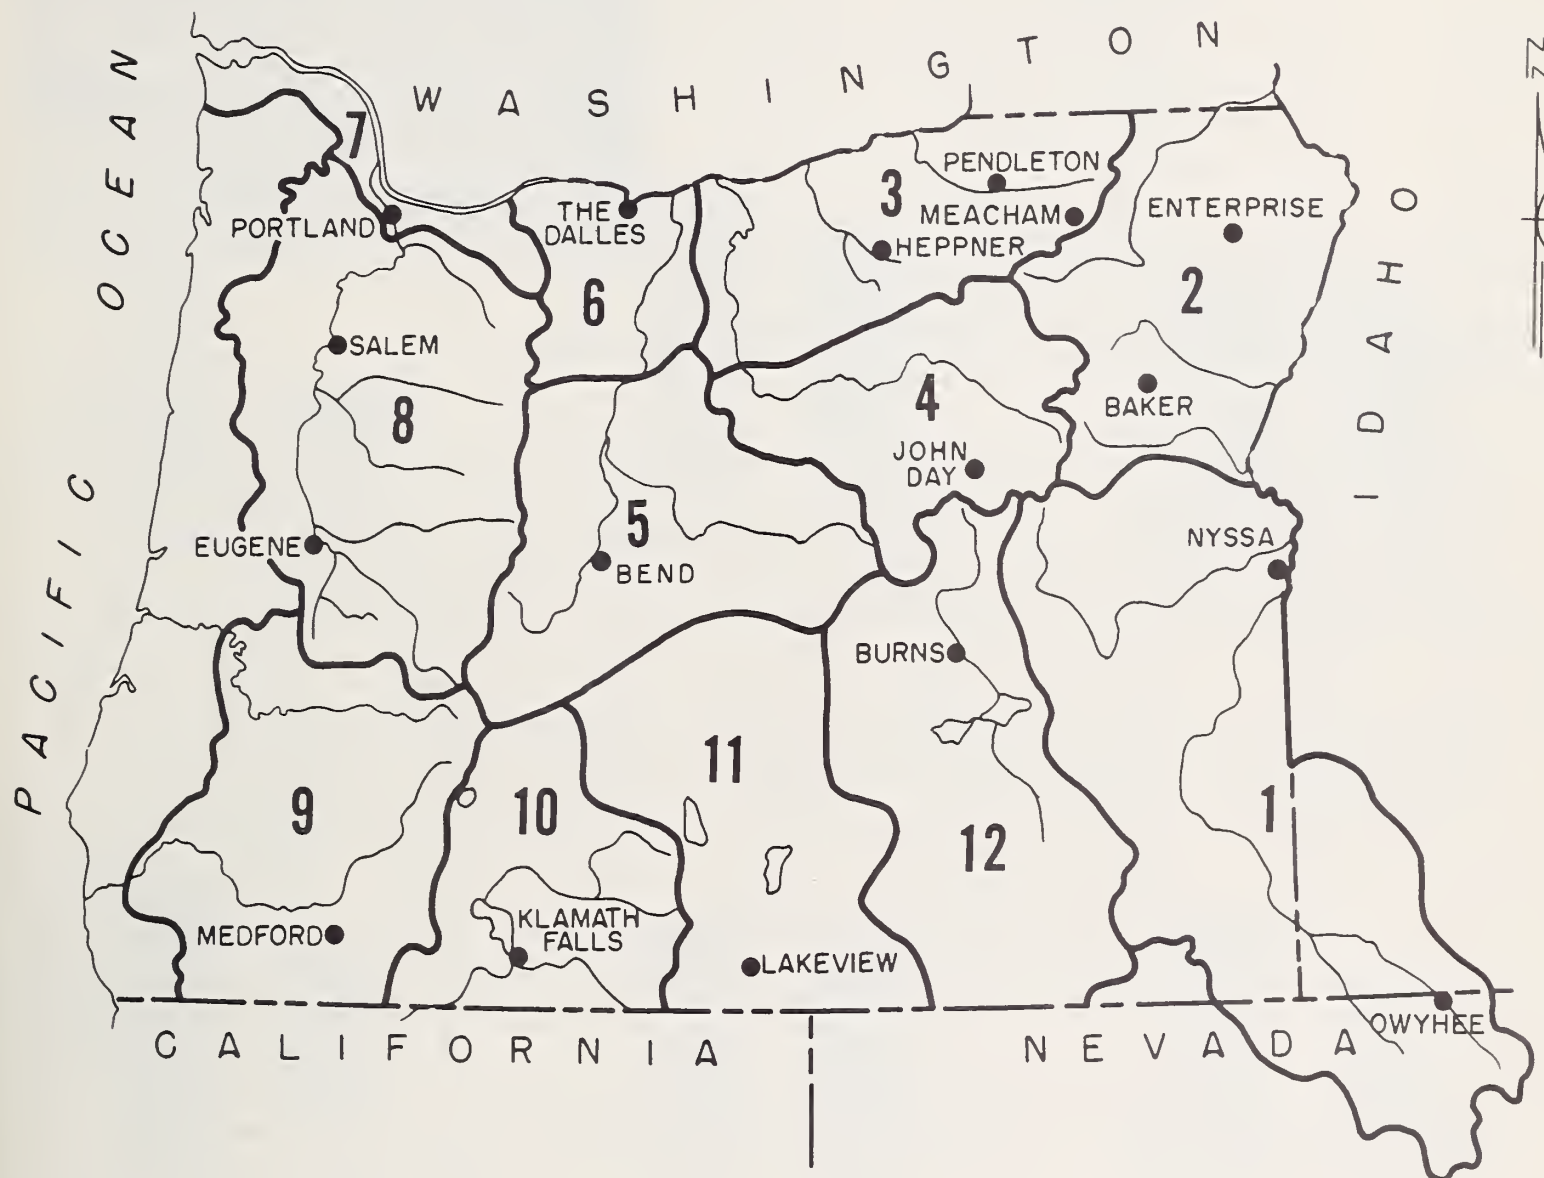 WASHINGTON
PACIFIC OCEAN
IDAHO
N
7
PORTLAND
THE
DALLES
6
3
PENDLETON
MEACHAM
HEPPNER
ENTERPRISE
2
SALEM
8
4
JOHN
DAY
BAKER
EUGENE
5
BEND
NYSSA
BURNS
9
10
11
12
1
MEDFORD
KLAMATH
FALLS
LAKEVIEW
OWYHEE
CALIFORNIA
NEVADA